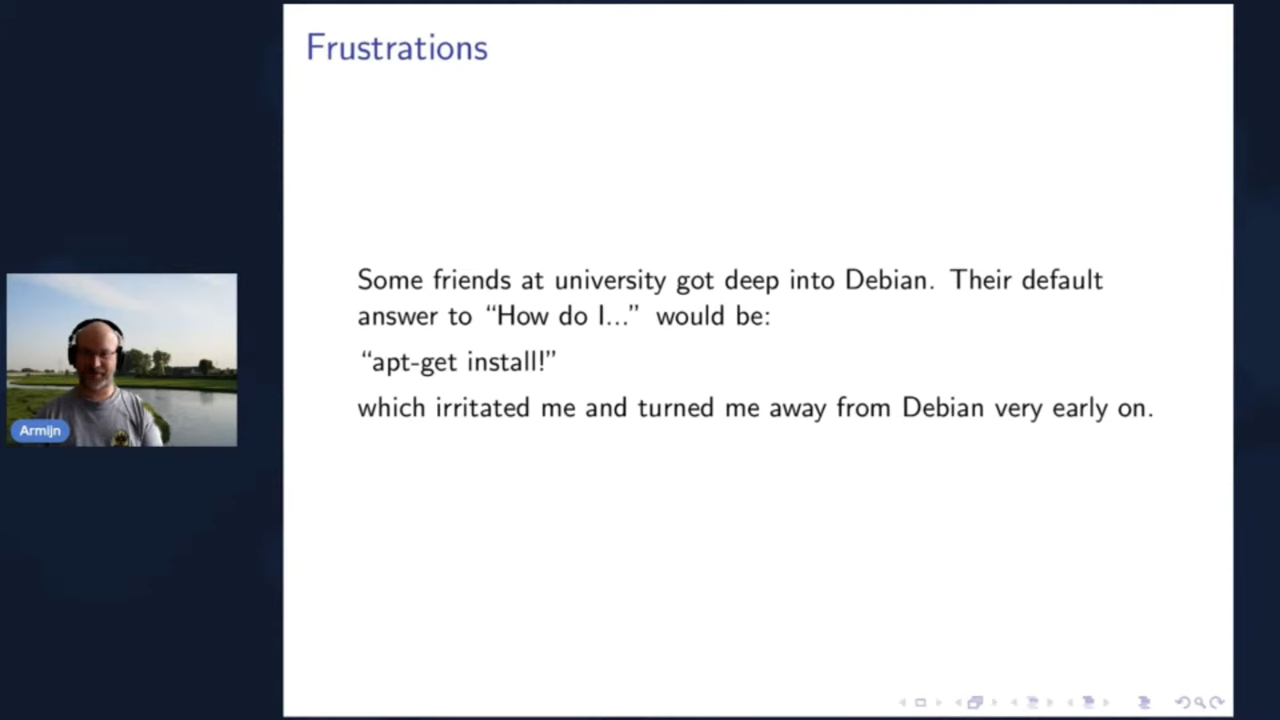 Frustrations
Some friends at university got deep into Debian. Their default
answer to “How do I...” would be:
“apt-get install!”
which irritated me and turned me away from Debian very early on.
Armijn